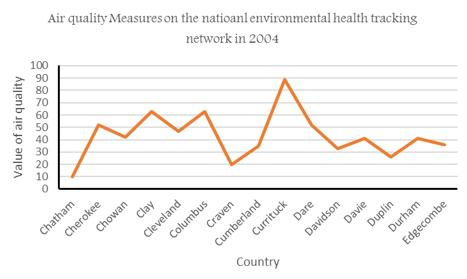 Air quality Measures on the natioanl environmental health tracking
network in 2004
100
90
80
70
60
50
40
30
20
10
0
Value of air quality
Chatham
Cherokee
Chowan
Clay
Cleveland
Columbus
Craven
Cumberland
Currituck
Dare
Davidson
Davie
Duplin
Durham
Edgecombe
Country